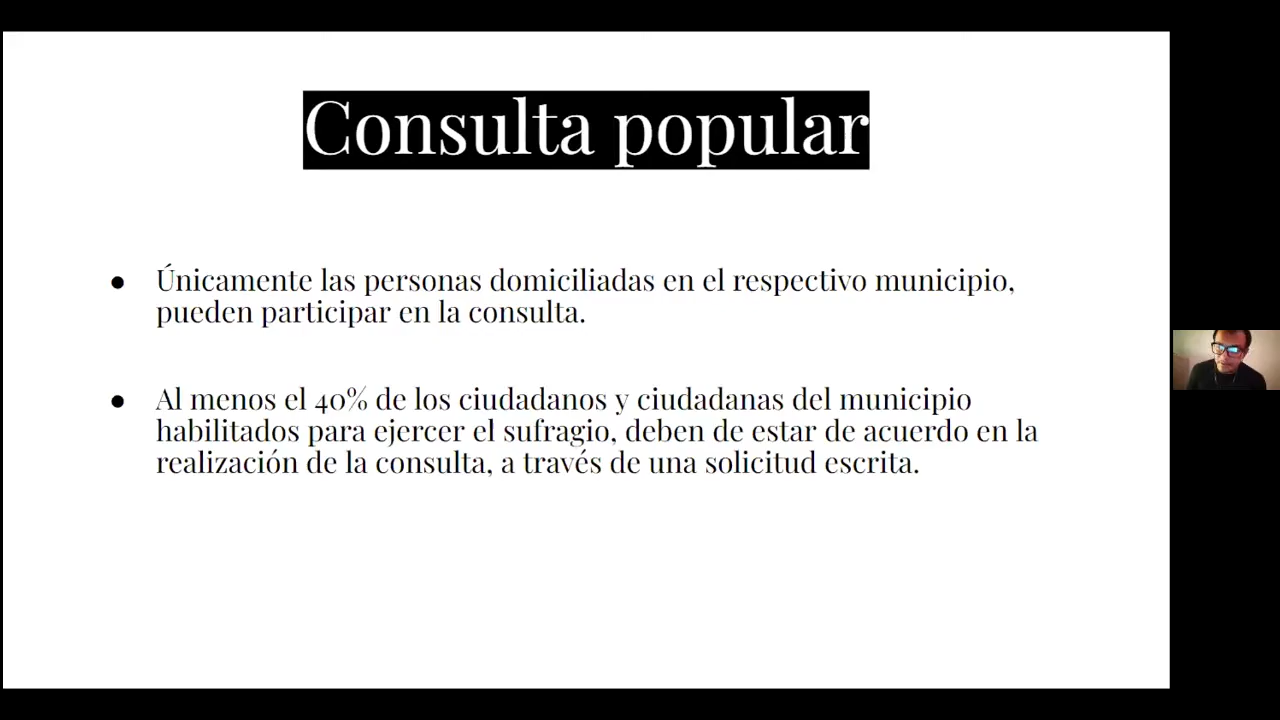 Consulta popular
● Únicamente las personas domiciliadas en el respectivo municipio,
pueden participar en la consulta.
● Al menos el 40% de los ciudadanos y ciudadanas del municipio
habilitados para ejercer el sufragio, deben de estar de acuerdo en la
realización de la consulta, a través de una solicitud escrita.